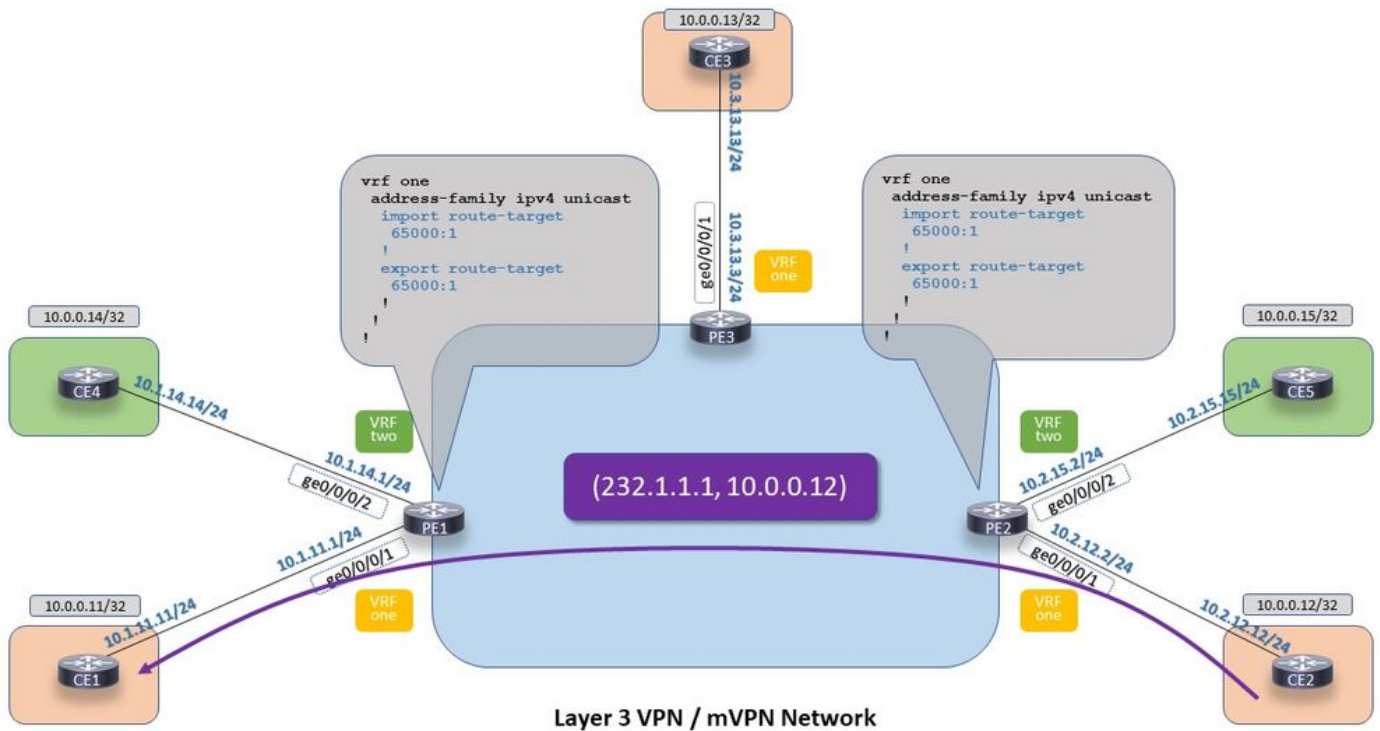 10.0.0.13/32
CE3
10.3.13.13/24
vrf one
address-family ipv4 unicast
import route-target
65000:1
!
export route-target
65000:1
!
!
!
vrf one
address-family ipv4 unicast
import route-target
65000:1
!
export route-target
65000:1
!
!
!
ge0/0/0/1
10.3.13.3/24
VRF
one
PE3
10.0.0.14/32
CE4
10.1.14.14/24
VRF
two
10.1.14.1/24
ge0/0/0/2
10.0.0.15/32
CE5
10.2.15.15/24
VRF
two
10.2.15.2/24
ge0/0/0/2
(232.1.1.1, 10.0.0.12)
PE1
PE2
10.1.11.1/24
ge0/0/0/1
10.2.12.2/24
ge0/0/0/1
VRF
one
VRF
one
10.0.0.11/32
10.1.11.11/24
CE1
10.0.0.12/32
10.2.12.12/24
CE2
Layer 3 VPN / mVPN Network